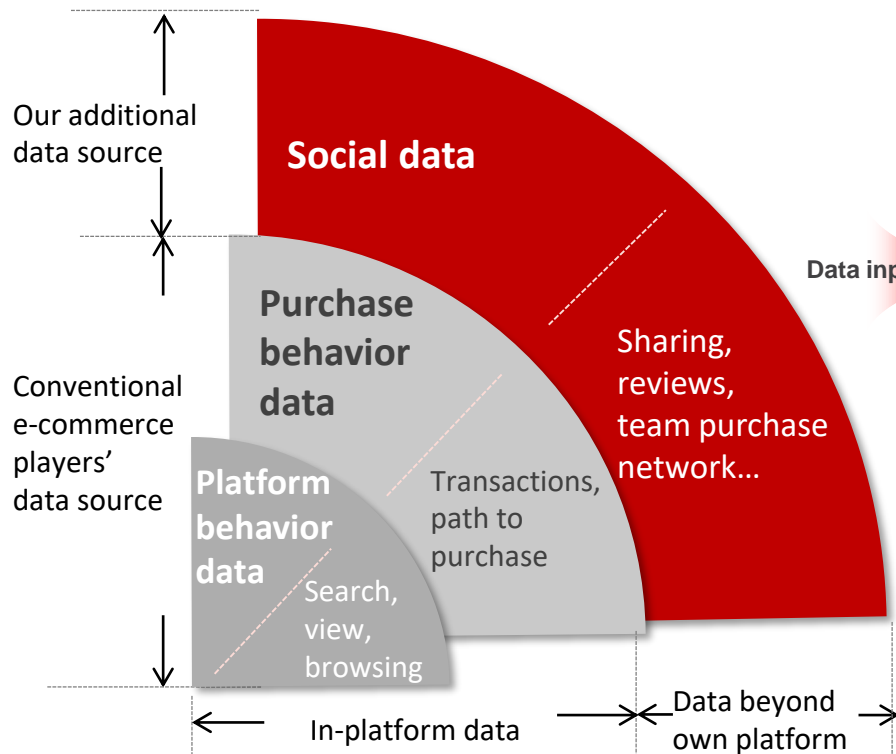 Our additional
data source
Social data
Data inp
Purchase
behavior
data
Sharing,
reviews,
team purchase
network…
Conventional
e-commerce
players’
data source
Platform
behavior
data
Transactions,
path to
purchase
Search,
view,
browsing
In-platform data
Data beyond
own platform